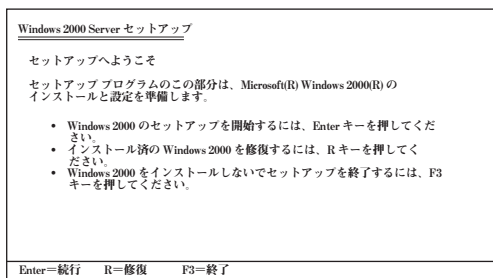 Windows 2000 Server セットアップ
セットアップへようこそ
セットアップ プログラムのこの部分は、Microsoft(R) Windows 2000(R) の
インストールと設定を準備します。
• Windows 2000 のセットアップを開始するには、Enter キーを押してくだ
さい。
• インストール済の Windows 2000 を修復するには、R キーを押してく
ださい。
• Windows 2000 をインストールしないでセットアップを終了するには、F3
キーを押してください。
Enter=続行 R=修復 F3=終了